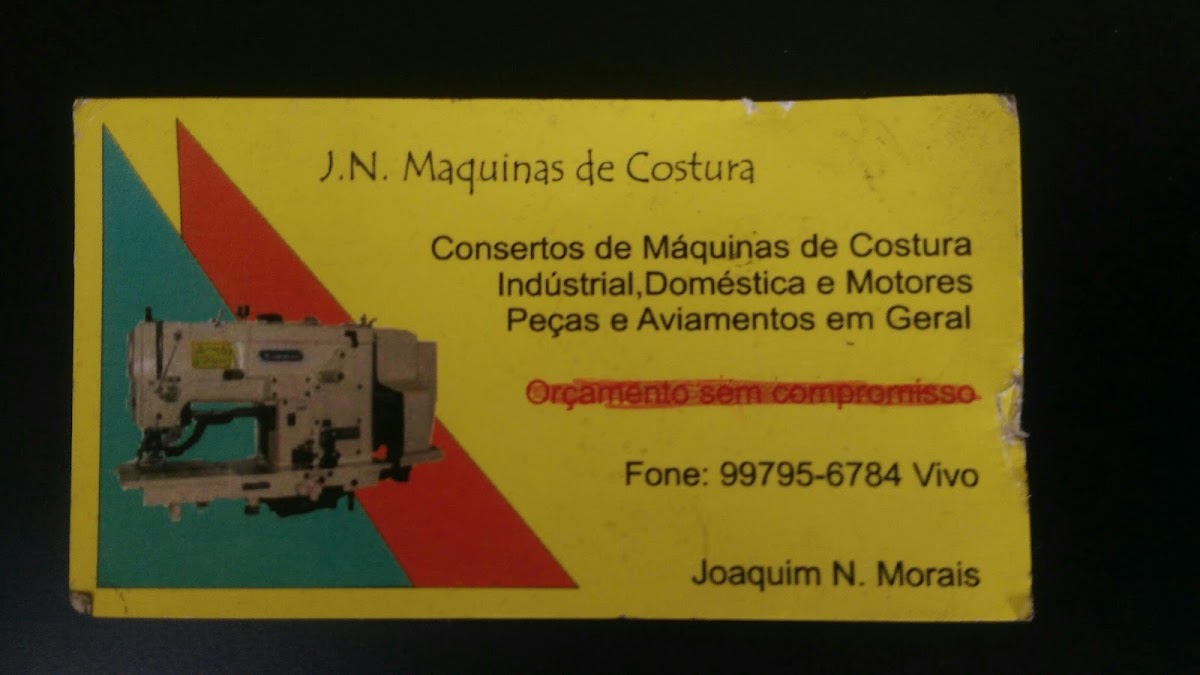 J.N. Maquinas de Costura
Consertos de Máquinas de Costura
Indústrial,Doméstica e Motores
Peças e Aviamentos em Geral
Orçamento sem compromisso
Fone: 99795-6784 Vivo
Joaquim N. Morais